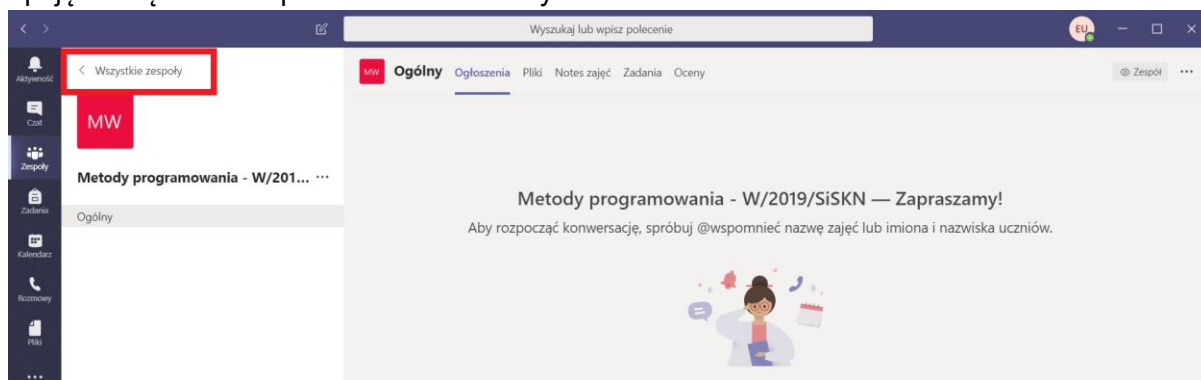 Wyszukaj lub wpisz polecenie
EU
Aktywność
Czat
Zespoły
Zadania
Kalendarz
Rozmowy
Pliki
Wszystkie zespoły
MW
Metody programowania - W/201... ...
Ogólny
MW Ogólny Ogłoszenia Pliki Notes zajęć Zadania Oceny
Zespół
Metody programowania - W/2019/SiSKN — Zapraszamy!
Aby rozpocząć konwersację, spróbuj @wspomnieć nazwę zajęć lub imiona i nazwiska uczniów.